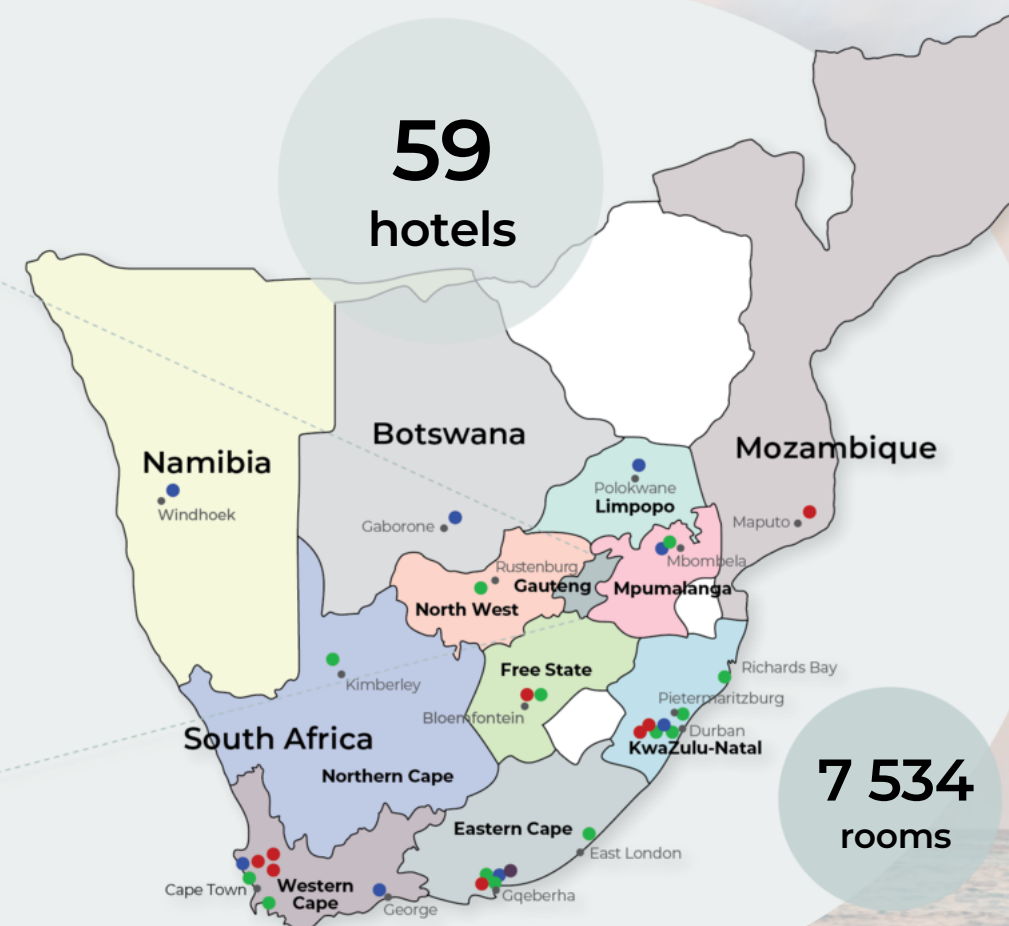 59
hotels
Botswana
Namibia
Mozambique
Windhoek
Polokwane
Limpopo
Gaborone
Maputo
Mbombela
Rustenburg
Gauteng
Mpumalanga
North West
Free State
Richards Bay
Kimberley
Pietermaritzburg
Bloemfontein
Durban
South Africa
KwaZulu-Natal
Northern Cape
7 534
rooms
Eastern Cape
East London
Cape Town
Western
Cape
Gqeberha
George